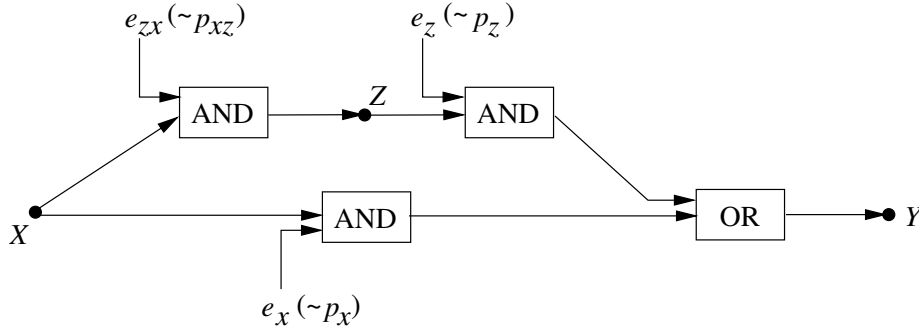 e_zx (~p_xz)
e_z (~p_z)
Z
AND
AND
X
AND
OR
Y
e_x (~p_x)